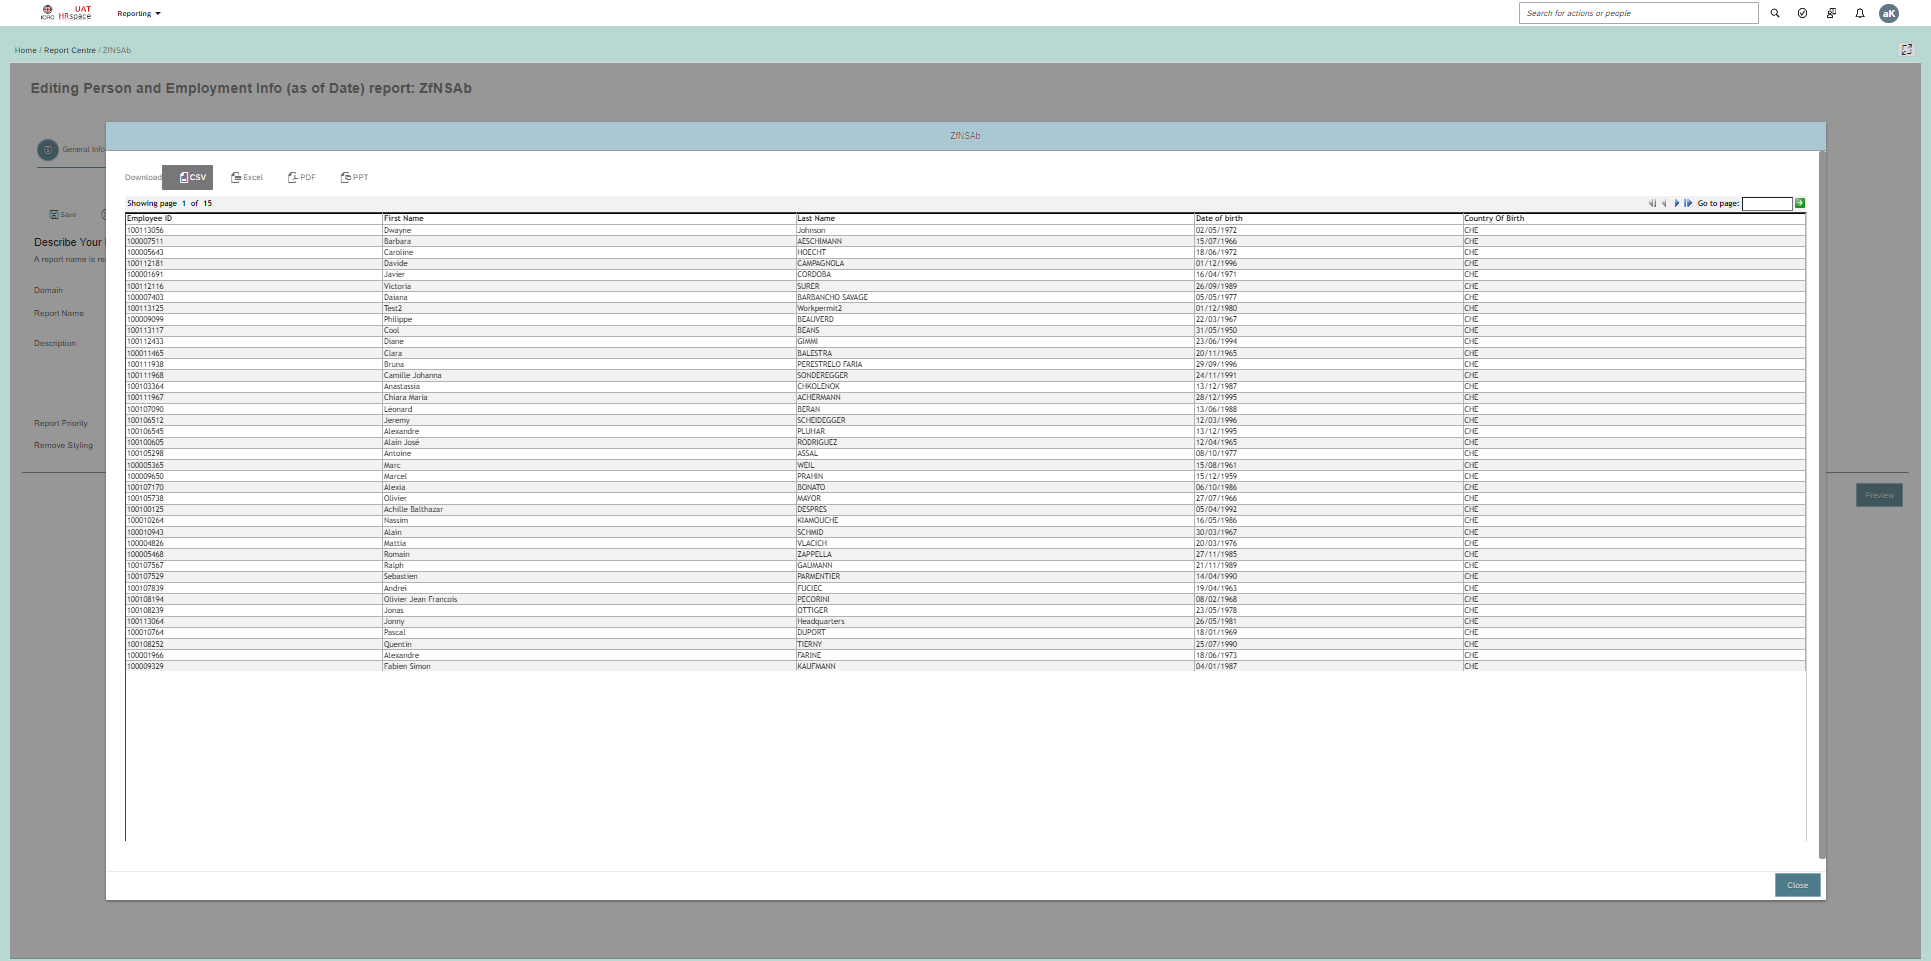 ICRC UAT HRspace Reporting Search for actions or people aK
Home / Report Centre / ZfNSAb
Editing Person and Employment Info (as of Date) report: ZfNSAb
ZfNSAb
General Info
Download CSV Excel PDF PPT
Showing page 1 of 15 Go to page:
Save
Describe Your
A report name is re
Domain
Report Name
Description
Report Priority
Remove Styling
Employee ID First Name Last Name Date of birth Country Of Birth
100113056 Dwayne Johnson 02/05/1972 CHE
100007511 Barbara AESCHIMANN 15/07/1966 CHE
100005643 Caroline HOECHT 18/06/1972 CHE
100112181 Davide CAMPAGNOLA 01/12/1996 CHE
100001691 Javier CORDOBA 16/04/1971 CHE
100112116 Victoria SURER 26/09/1989 CHE
100007403 Daiana BARBANCHO SAVAGE 05/05/1977 CHE
100113125 Test2 Workpermit2 01/12/1980 CHE
100009099 Philippe BEAUVERD 22/03/1967 CHE
100113117 Cool BEANS 31/05/1950 CHE
100112433 Diane GIMMI 23/06/1994 CHE
100011465 Clara BALESTRA 20/11/1965 CHE
100111938 Bruna PERESTRELO FARIA 29/09/1996 CHE
100111968 Camille Johanna SONDEREGGER 24/11/1991 CHE
100103364 Anastassia CHKOLENOK 13/12/1987 CHE
100111967 Chiara Maria ACHERMANN 28/12/1995 CHE
100107090 Léonard BERAN 13/06/1988 CHE
100106512 Jeremy SCHEIDEGGER 12/03/1996 CHE
100106545 Alexandre PLUHAR 13/12/1995 CHE
100100605 Alain José RODRIGUEZ 12/04/1965 CHE
100105298 Antoine ASSAL 08/10/1977 CHE
100005365 Marc WEIL 15/08/1961 CHE
100009650 Marcel PRAHIN 15/12/1959 CHE
100107170 Alexia BONATO 06/10/1986 CHE
100105738 Olivier MAYOR 27/07/1966 CHE
100100125 Achille Balthazar DESPRES 05/04/1992 CHE
100010264 Nassim KIAMOUCHE 16/05/1986 CHE
100010943 Alain SCHMID 30/03/1967 CHE
100004826 Mattia VLACICH 20/03/1976 CHE
100005468 Romain ZAPPELLA 27/11/1985 CHE
100107567 Ralph GAUMANN 21/11/1989 CHE
100107529 Sebastien PARMENTIER 14/04/1990 CHE
100107839 Andrei FUCIEC 19/04/1963 CHE
100108194 Olivier Jean Francois PECORINI 08/02/1968 CHE
100108239 Jonas OTTIGER 23/05/1978 CHE
100113064 Jonny Headquarters 26/05/1981 CHE
100010764 Pascal DUPORT 18/01/1969 CHE
100108252 Quentin TIERNY 25/07/1990 CHE
100001966 Alexandre FARINE 18/06/1973 CHE
100009329 Fabien Simon KAUFMANN 04/01/1987 CHE
Preview
Close